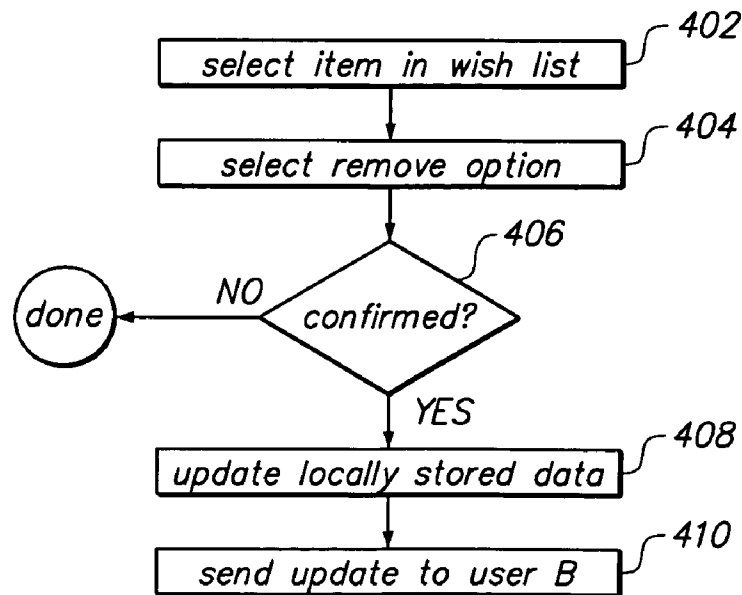 402
select item in wish list
404
select remove option
406
confirmed?
NO
done
YES
408
update locally stored data
410
send update to user B